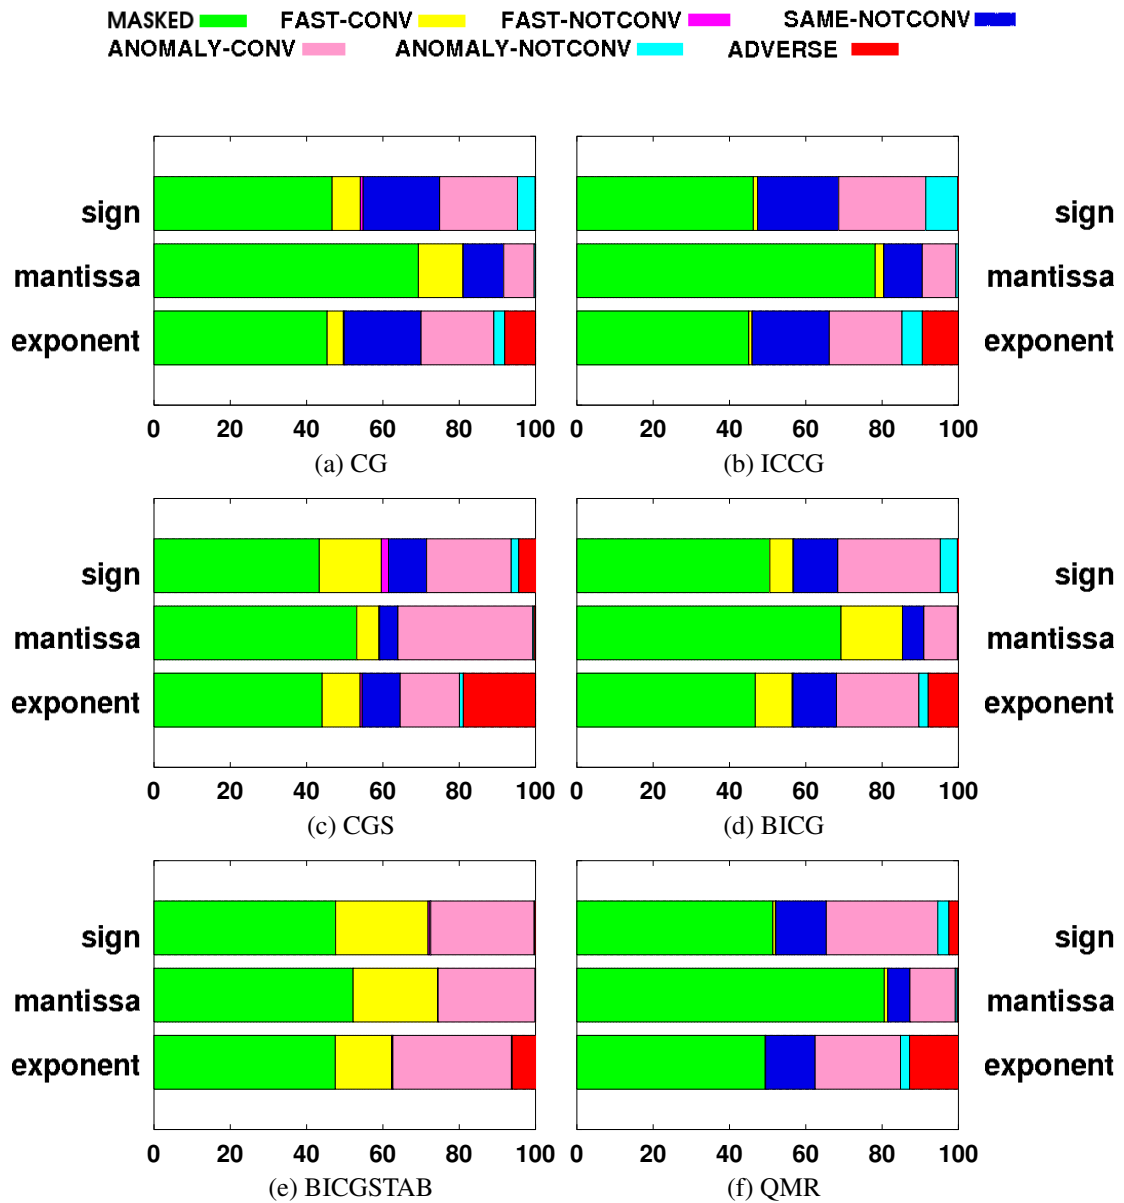 MASKED FAST-CONV FAST-NOTCONV SAME-NOTCONV
ANOMALY-CONV ANOMALY-NOTCONV ADVERSE
sign sign
mantissa mantissa
exponent exponent
0 20 40 60 80 100 0 20 40 60 80 100
(a) CG (b) ICCG
sign sign
mantissa mantissa
exponent exponent
0 20 40 60 80 100 0 20 40 60 80 100
(c) CGS (d) BICG
sign sign
mantissa mantissa
exponent exponent
0 20 40 60 80 100 0 20 40 60 80 100
(e) BICGSTAB (f) QMR